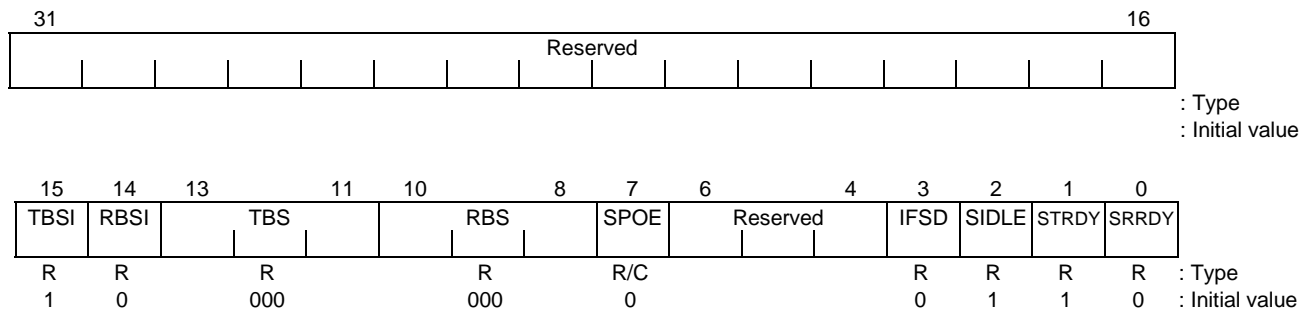 31 16
Reserved
: Type
: Initial value
15 14 13 11 10 8 7 6 4 3 2 1 0
TBSI RBSI TBS RBS SPOE Reserved IFSD SIDLE STRDY SRRDY
R R R R R/C R R R R : Type
1 0 000 000 0 0 1 1 0 : Initial value